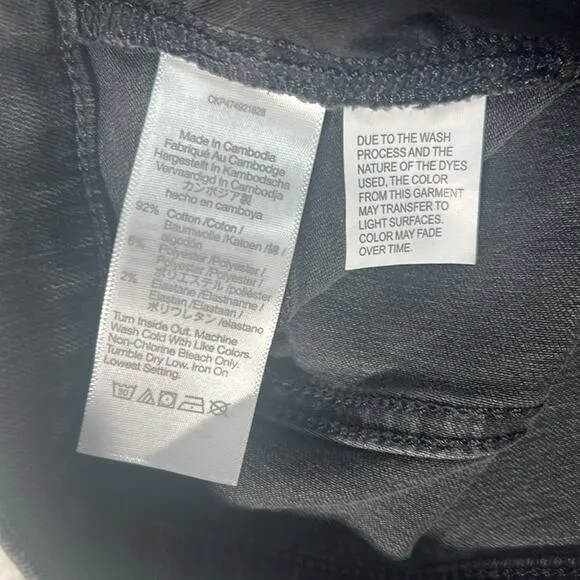 CKP474921828
Made In Cambodia
Fabriqué Au Cambodge
Hergestellt In Kambodscha
Vervaardigd In Cambodja
カンボジア製
hecho en camboya
92% Cotton /Coton /
Baumwolle /Katoen /綿 /
algodón
6% Polyester /Polyester /
Polyester /Polyester /
ポリエステル /poliéster
2% Elastane /Élasthanne /
Elastan /Elastaan /
ポリウレタン /elastano
Turn Inside Out. Machine
Wash Cold With Like Colors.
Non-Chlorine Bleach Only.
Tumble Dry Low. Iron On
Lowest Setting.
30
DUE TO THE WASH
PROCESS AND THE
NATURE OF THE DYES
USED, THE COLOR
FROM THIS GARMENT
MAY TRANSFER TO
LIGHT SURFACES.
COLOR MAY FADE
OVER TIME.